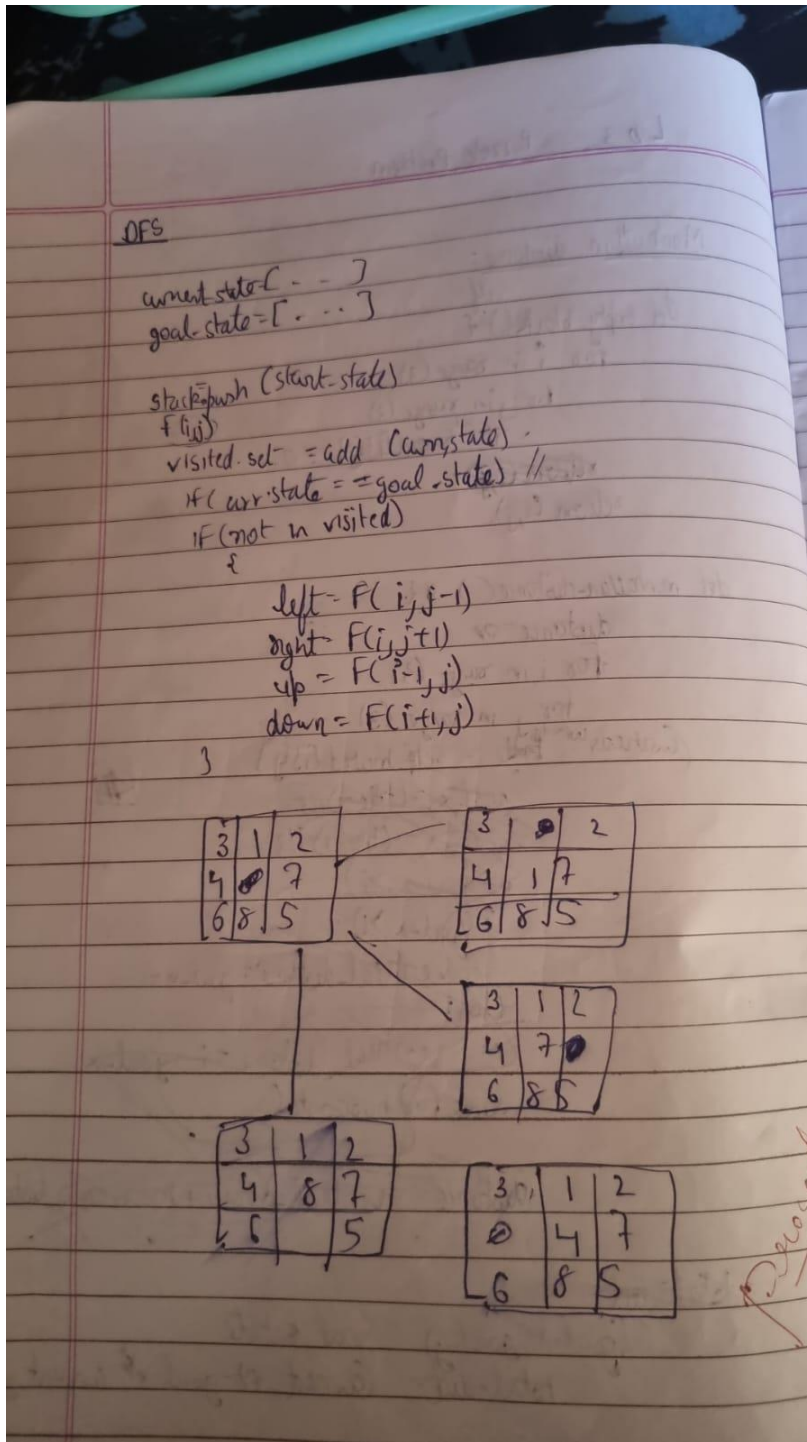 DFS
current state = [ . . ]
goal-state = [ . . . ]
stack = push (start-state)
f(i,j)
visited.set = add (curr,state) .
if (curr.state == goal.state) //
if (not in visited)
{
left = F( i, j-1)
right = F(i, j+1)
up = F( i-1, j)
down = F(i+1, j)
}
3 1 2
4 7
6 8 5
3 2
4 1 7
6 8 5
3 1 2
4 7
6 8 5
3 1 2
4 8 7
6 5
3 1 2
0 4 7
6 8 5